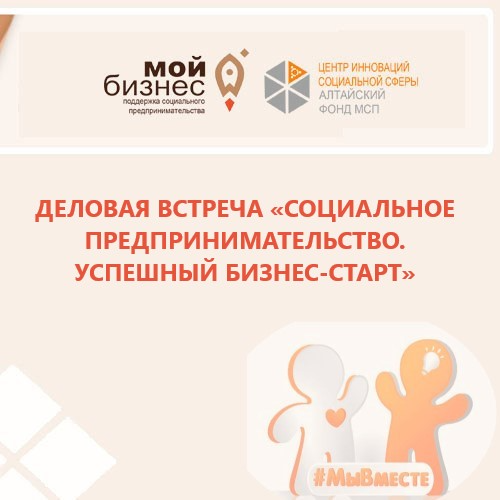 мой
бизнес
поддержка социального
предпринимательства
ЦЕНТР ИННОВАЦИЙ
СОЦИАЛЬНОЙ СФЕРЫ
АЛТАЙСКИЙ
ФОНД МСП
ДЕЛОВАЯ ВСТРЕЧА «СОЦИАЛЬНОЕ
ПРЕДПРИНИМАТЕЛЬСТВО.
УСПЕШНЫЙ БИЗНЕС-СТАРТ»
#МыВместе